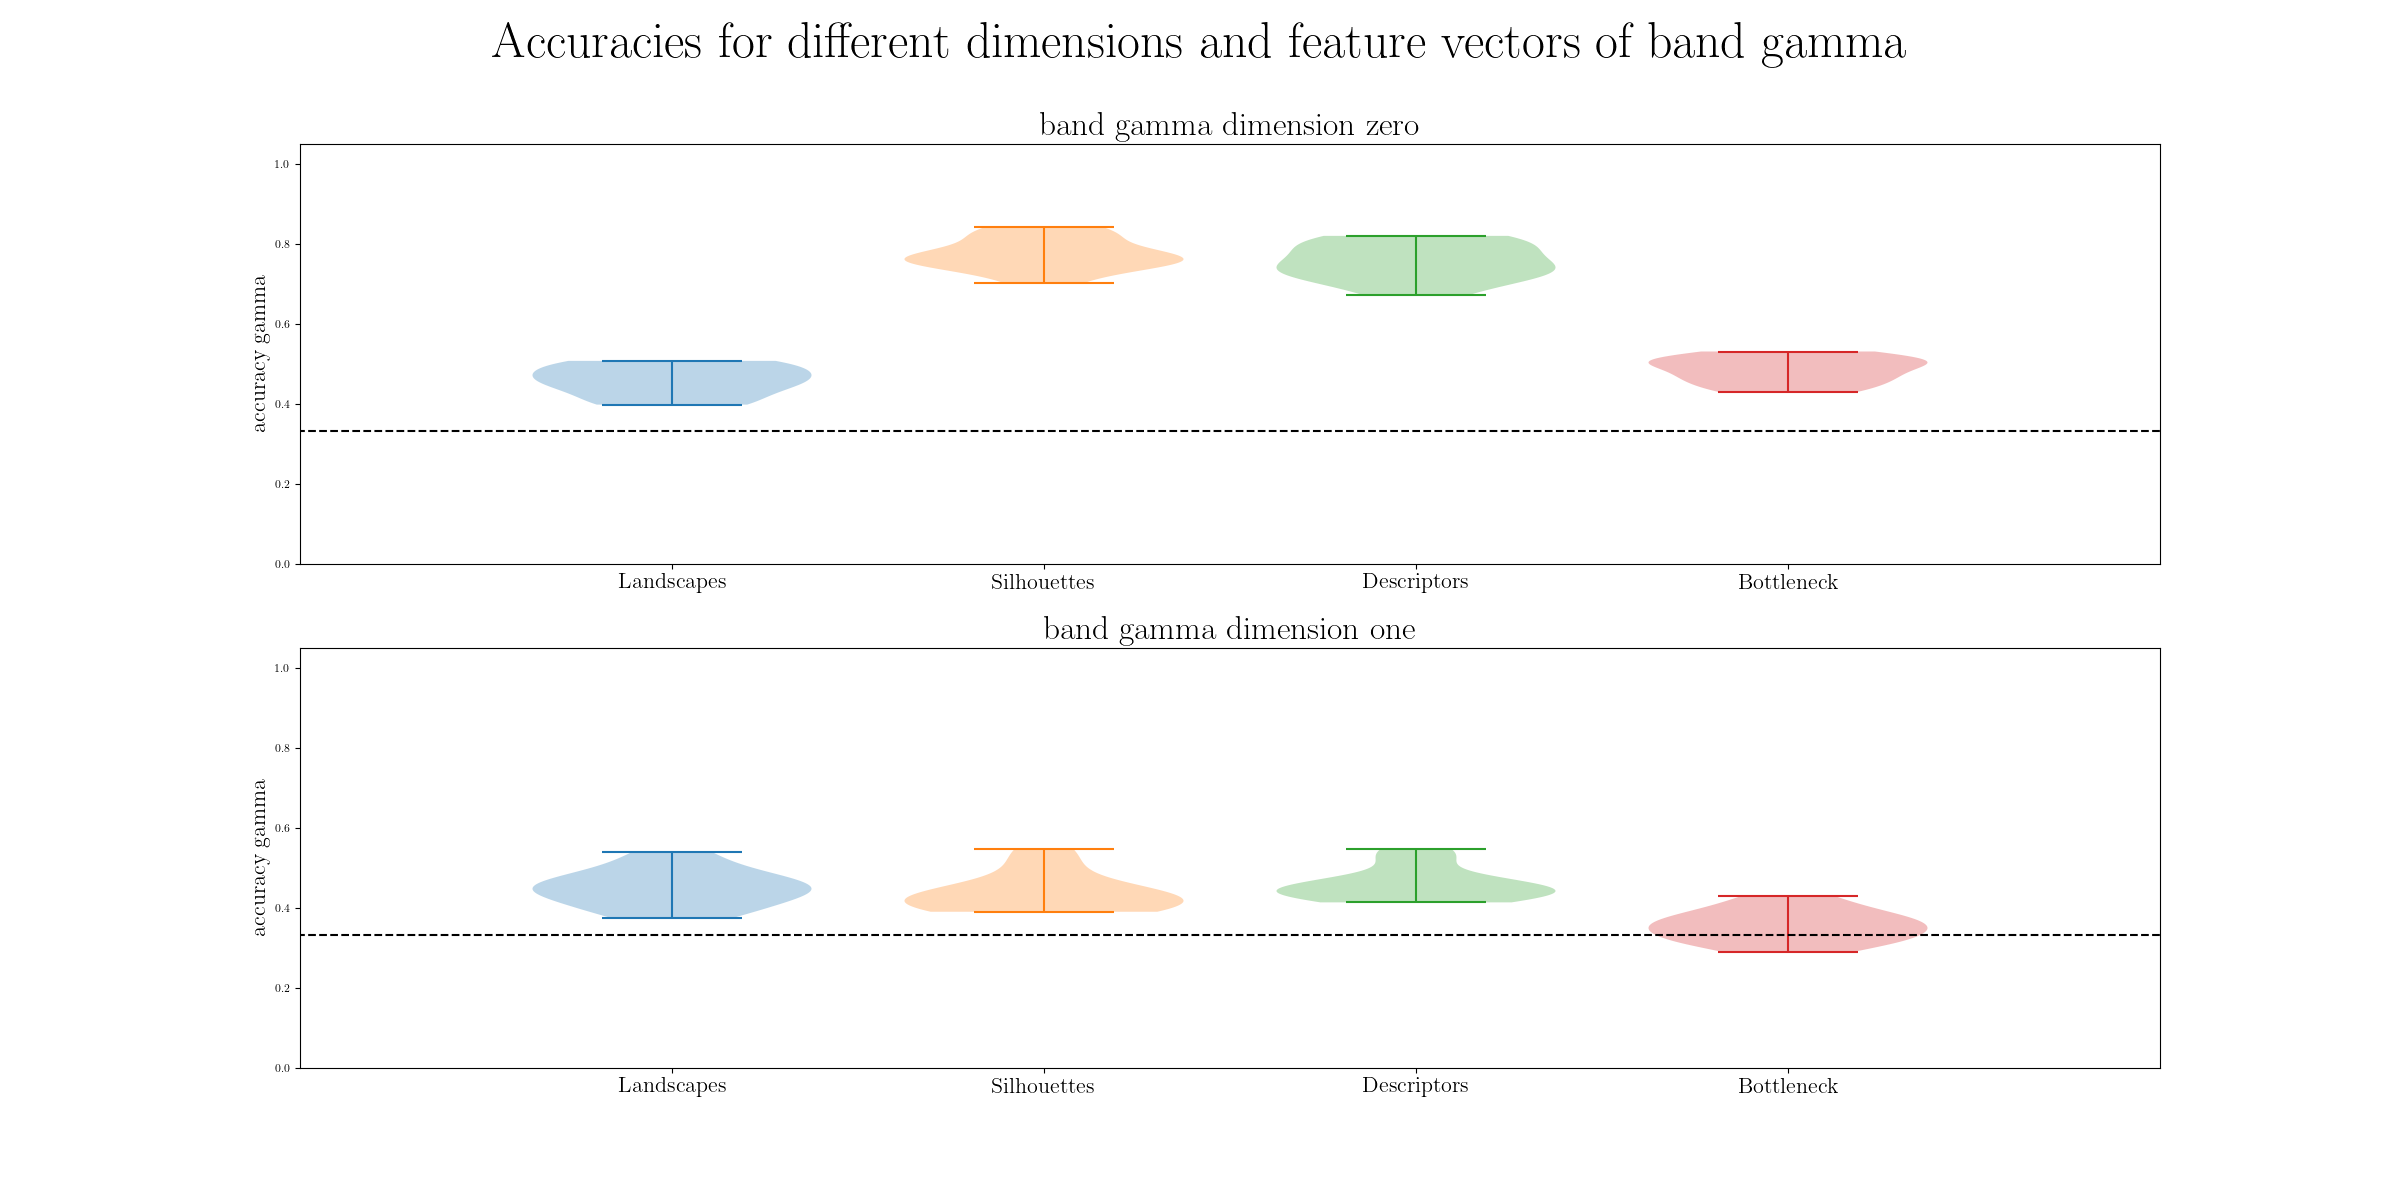 Accuracies for different dimensions and feature vectors of band gamma
band gamma dimension zero
accuracy gamma
1.0
0.8
0.6
0.4
0.2
0.0
Landscapes Silhouettes Descriptors Bottleneck
band gamma dimension one
accuracy gamma
1.0
0.8
0.6
0.4
0.2
0.0
Landscapes Silhouettes Descriptors Bottleneck